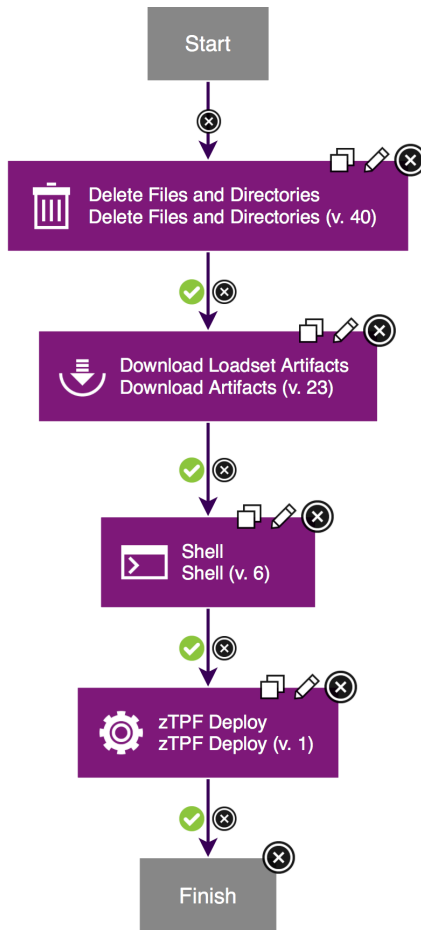 Start
Delete Files and Directories
Delete Files and Directories (v. 40)
Download Loadset Artifacts
Download Artifacts (v. 23)
Shell
Shell (v. 6)
zTPF Deploy
zTPF Deploy (v. 1)
Finish